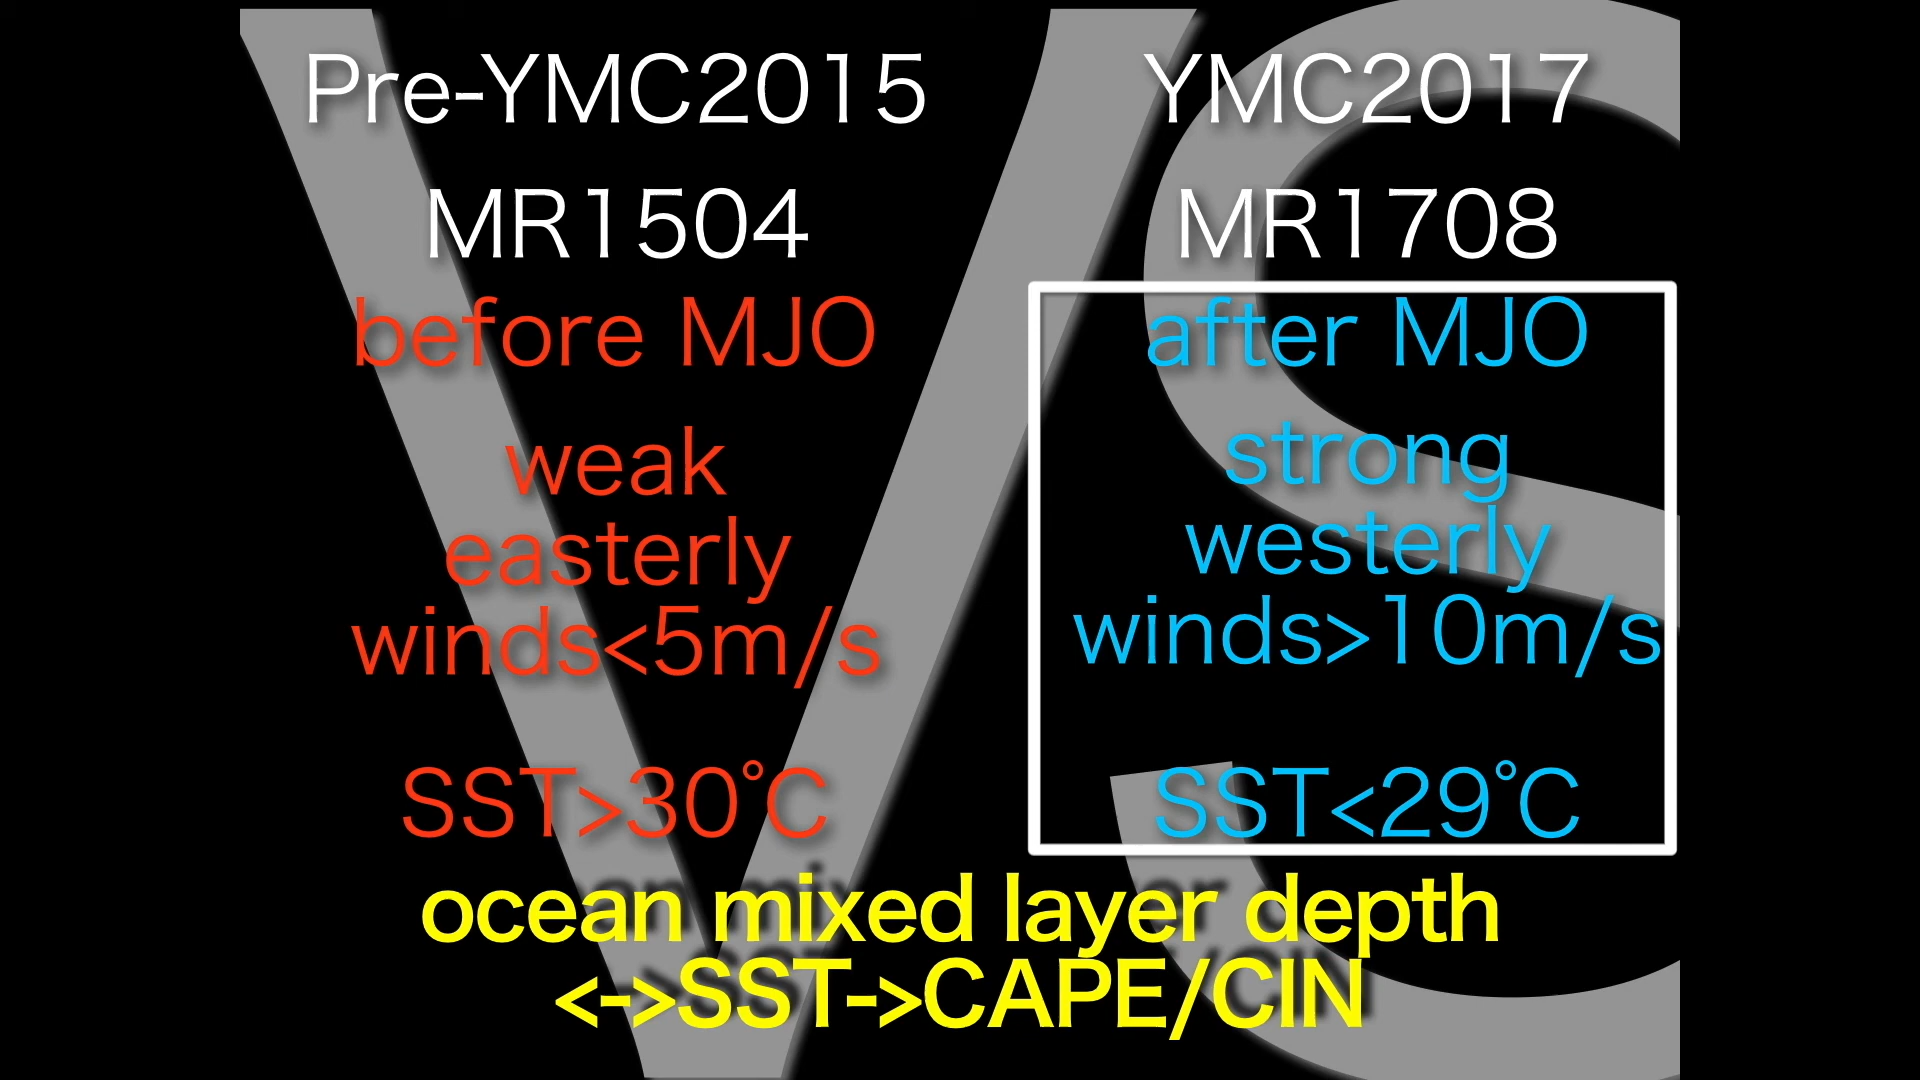 Pre-YMC2015
MR1504
before MJO
weak
easterly
winds<5m/s
SST>30°C
YMC2017
MR1708
after MJO
strong
westerly
winds>10m/s
SST<29°C
ocean mixed layer depth
<->SST->CAPE/CIN
VS